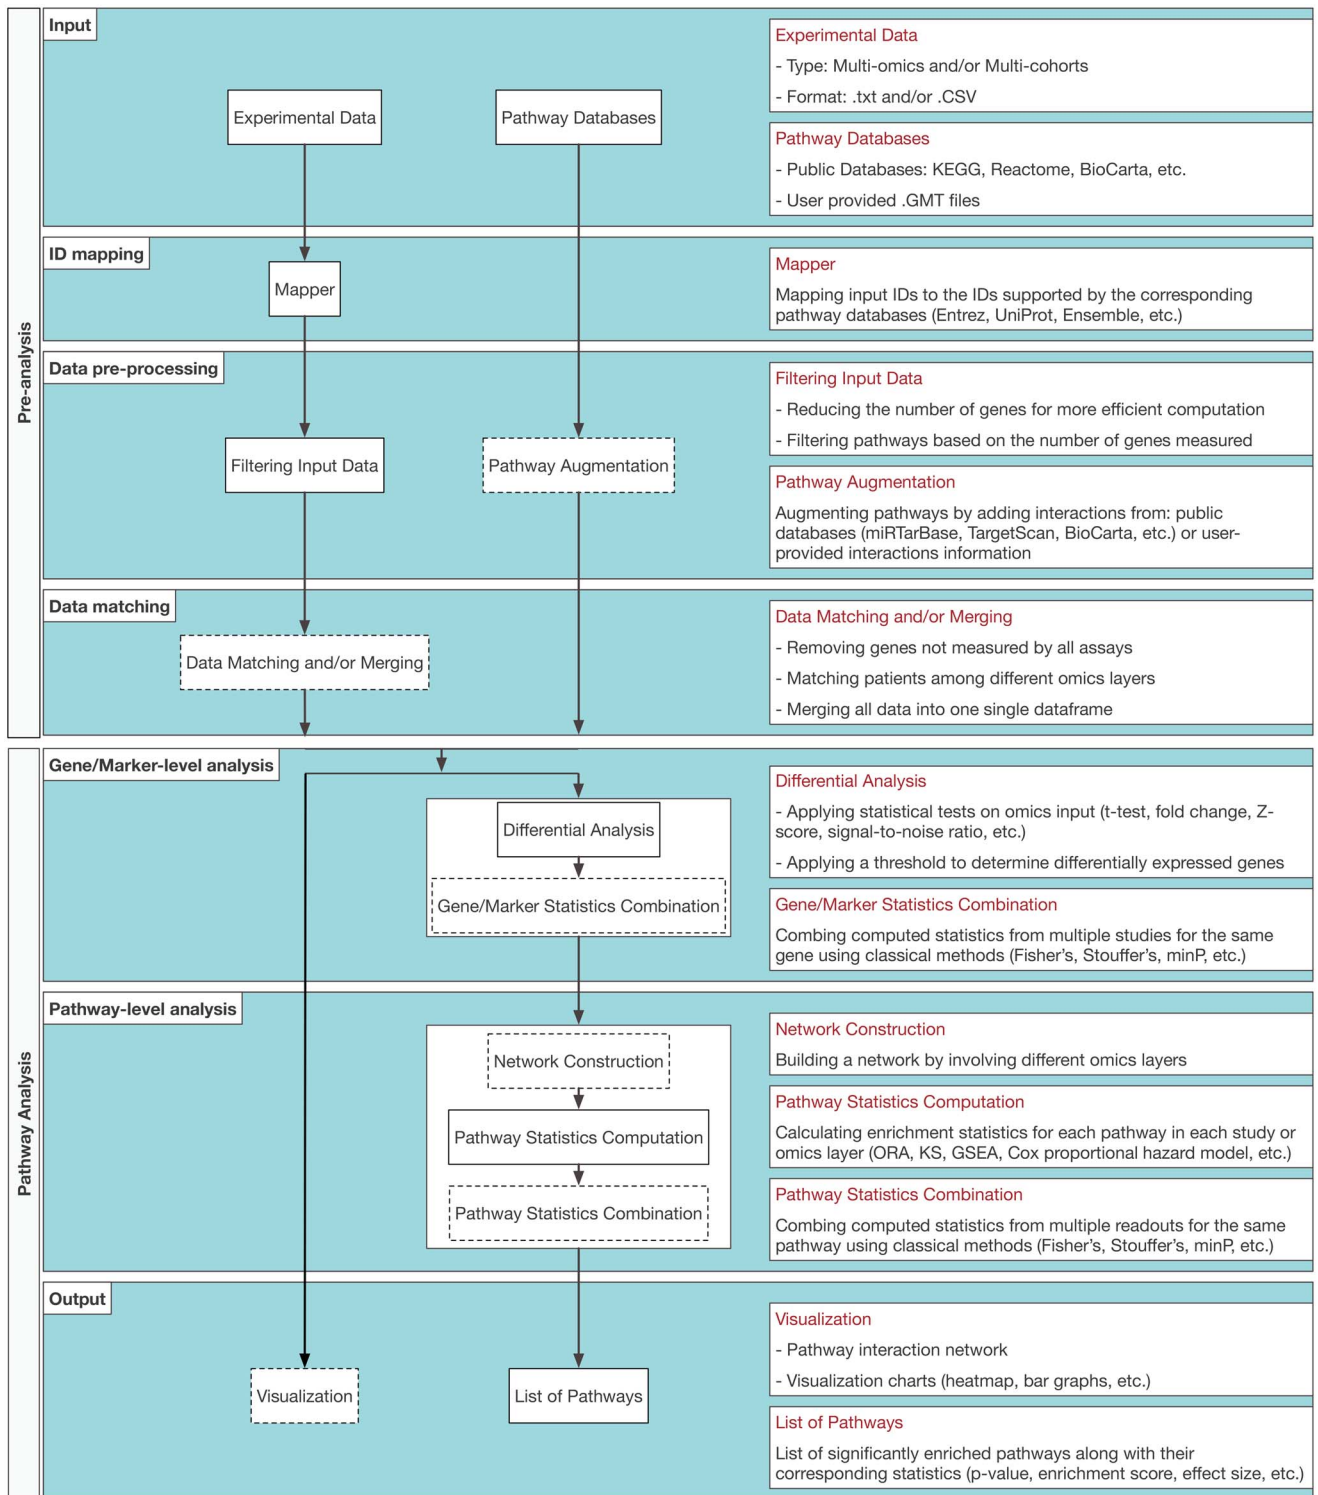 Pre-analysis
Input
Experimental Data
Pathway Databases
Experimental Data
- Type: Multi-omics and/or Multi-cohorts
- Format: .txt and/or .CSV
Pathway Databases
- Public Databases: KEGG, Reactome, BioCarta, etc.
- User provided .GMT files
ID mapping
Mapper
Mapper
Mapping input IDs to the IDs supported by the corresponding
pathway databases (Entrez, UniProt, Ensemble, etc.)
Data pre-processing
Filtering Input Data
Pathway Augmentation
Filtering Input Data
- Reducing the number of genes for more efficient computation
- Filtering pathways based on the number of genes measured
Pathway Augmentation
Augmenting pathways by adding interactions from: public
databases (miRTarBase, TargetScan, BioCarta, etc.) or user-
provided interactions information
Data matching
Data Matching and/or Merging
Data Matching and/or Merging
- Removing genes not measured by all assays
- Matching patients among different omics layers
- Merging all data into one single dataframe
Pathway Analysis
Gene/Marker-level analysis
Differential Analysis
Gene/Marker Statistics Combination
Differential Analysis
- Applying statistical tests on omics input (t-test, fold change, Z-
score, signal-to-noise ratio, etc.)
- Applying a threshold to determine differentially expressed genes
Gene/Marker Statistics Combination
Combing computed statistics from multiple studies for the same
gene using classical methods (Fisher's, Stouffer's, minP, etc.)
Pathway-level analysis
Network Construction
Pathway Statistics Computation
Pathway Statistics Combination
Network Construction
Building a network by involving different omics layers
Pathway Statistics Computation
Calculating enrichment statistics for each pathway in each study or
omics layer (ORA, KS, GSEA, Cox proportional hazard model, etc.)
Pathway Statistics Combination
Combing computed statistics from multiple readouts for the same
pathway using classical methods (Fisher's, Stouffer's, minP, etc.)
Output
Visualization
List of Pathways
Visualization
- Pathway interaction network
- Visualization charts (heatmap, bar graphs, etc.)
List of Pathways
List of significantly enriched pathways along with their
corresponding statistics (p-value, enrichment score, effect size, etc.)